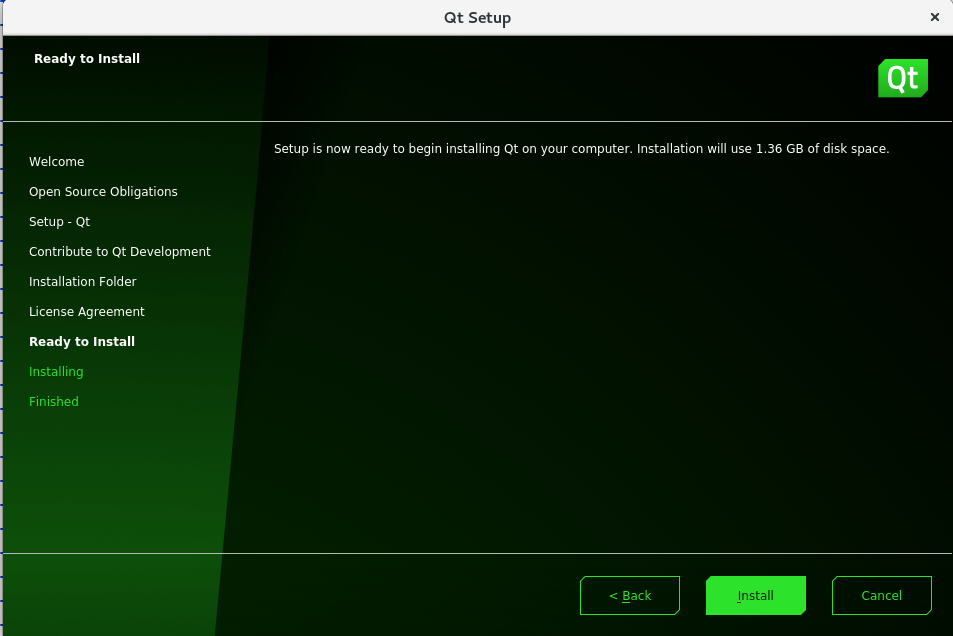 Qt Setup
×
Ready to Install
Qt
Setup is now ready to begin installing Qt on your computer. Installation will use 1.36 GB of disk space.
Welcome
Open Source Obligations
Setup - Qt
Contribute to Qt Development
Installation Folder
License Agreement
Ready to Install
Installing
Finished
< Back
Install
Cancel